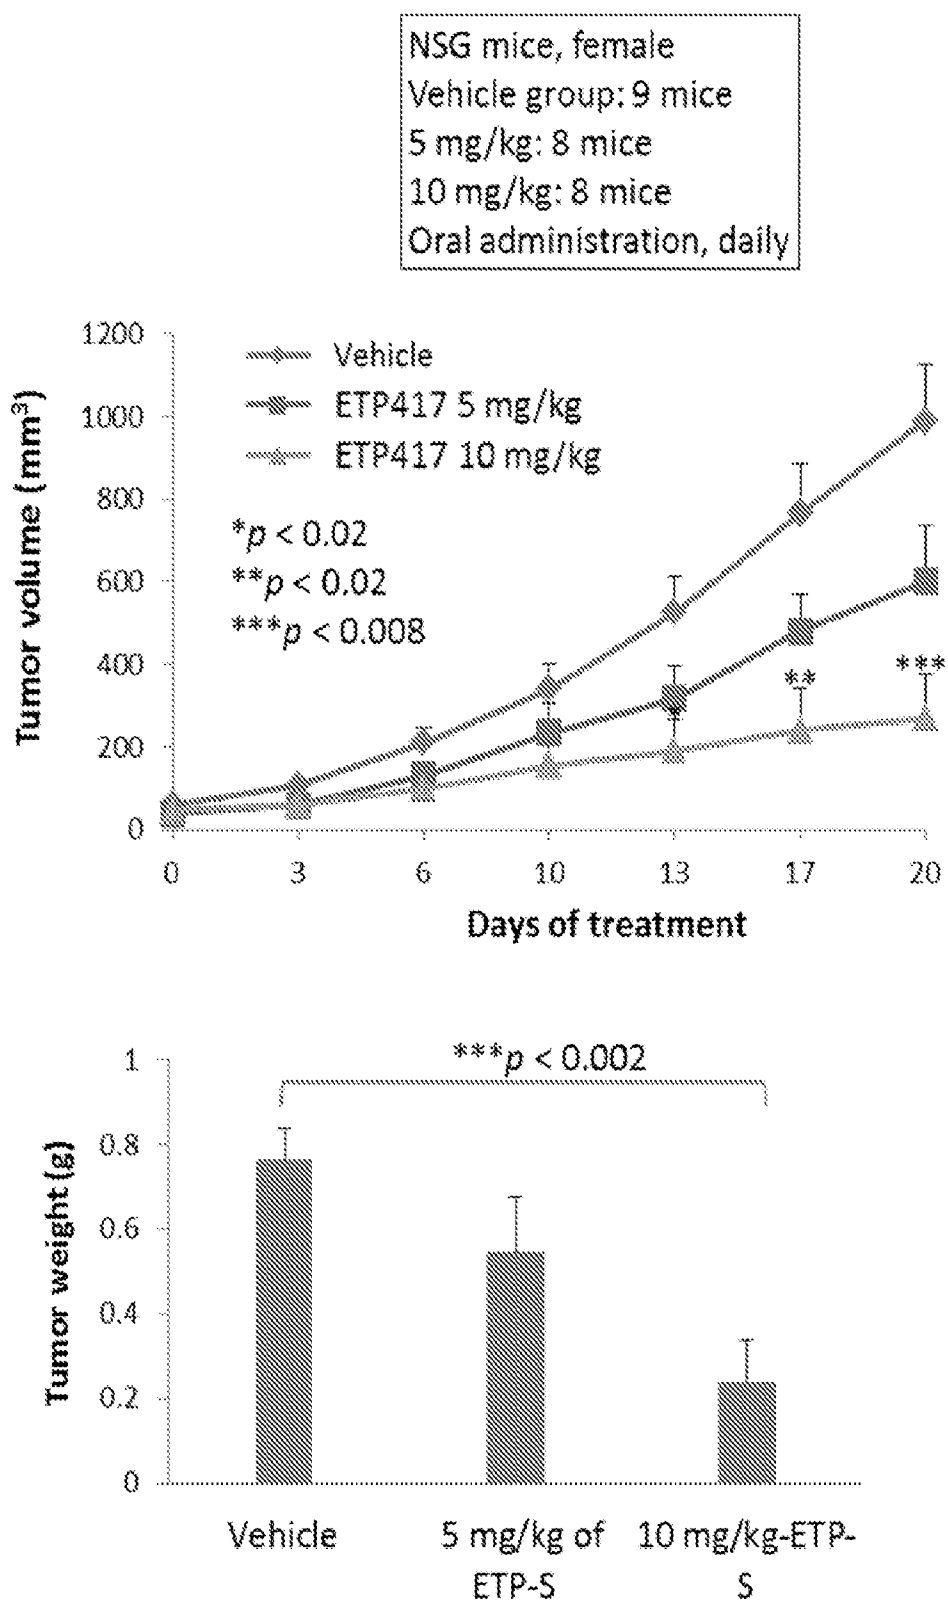 NSG mice, female
Vehicle group: 9 mice
5 mg/kg: 8 mice
10 mg/kg: 8 mice
Oral administration, daily
Tumor volume (mm³)
1200
1000
800
600
400
200
0
Vehicle
ETP417 5 mg/kg
ETP417 10 mg/kg
*p < 0.02
**p < 0.02
***p < 0.008
*
**
***
0 3 6 10 13 17 20
Days of treatment
Tumor weight (g)
1
0.8
0.6
0.4
0.2
0
***p < 0.002
Vehicle
5 mg/kg of
ETP-S
10 mg/kg-ETP-
S